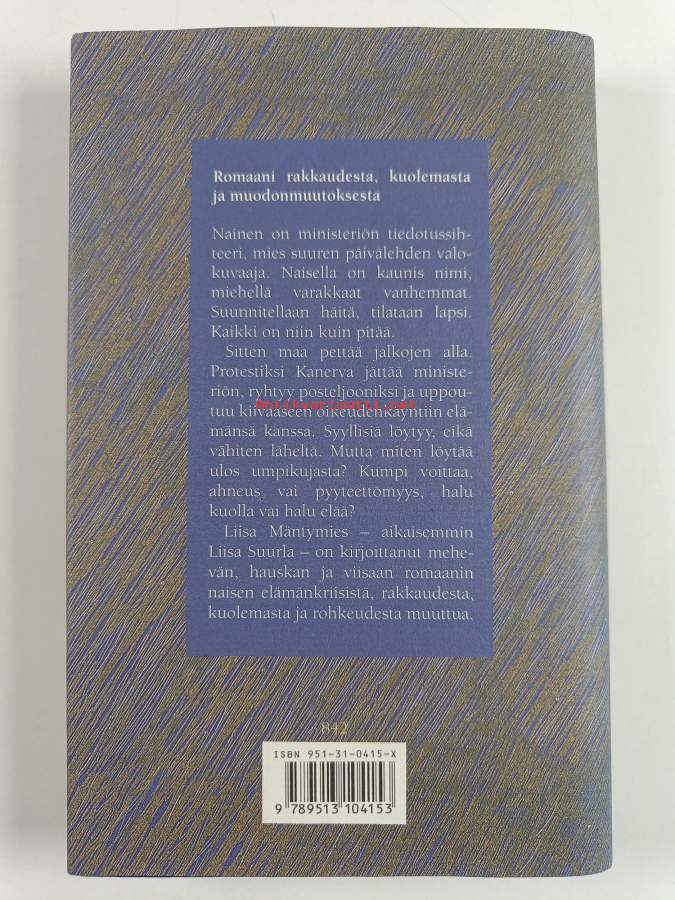 Romaani rakkaudesta, kuolemasta
ja muodonmuutoksesta
Nainen on ministeriön tiedotussih-
teeri, mies suuren päivälehden valo-
kuvaaja. Naisella on kaunis nimi,
miehellä varakkaat vanhemmat.
Suunnitellaan häitä, tilataan lapsi.
Kaikki on niin kuin pitää.
Sitten maa pettää jalkojen alla.
Protestiksi Kanerva jättää ministe-
riön, ryhtyy posteljooniksi ja uppou-
tuu kiivaaseen oikeudenkäyntiin elä-
mänsä kanssa. Syyllisiä löytyy, eikä
vähiten läheltä. Mutta miten löytää
ulos umpikujasta? Kumpi voittaa,
ahneus vai pyyteettömyys, halu
kuolla vai halu elää?
Liisa Mäntymies – aikaisemmin
Liisa Suurla – on kirjoittanut mehe-
vän, hauskan ja viisaan romaanin
naisen elämänkriisistä, rakkaudesta,
kuolemasta ja rohkeudesta muuttua.
Antikvariaatti.net
842
ISBN 951-31-0415-X
9 789513 104153